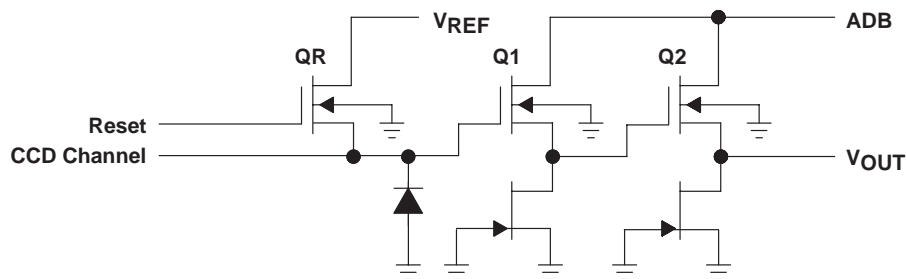 VREF
ADB
QR
Q1
Q2
Reset
CCD Channel
VOUT